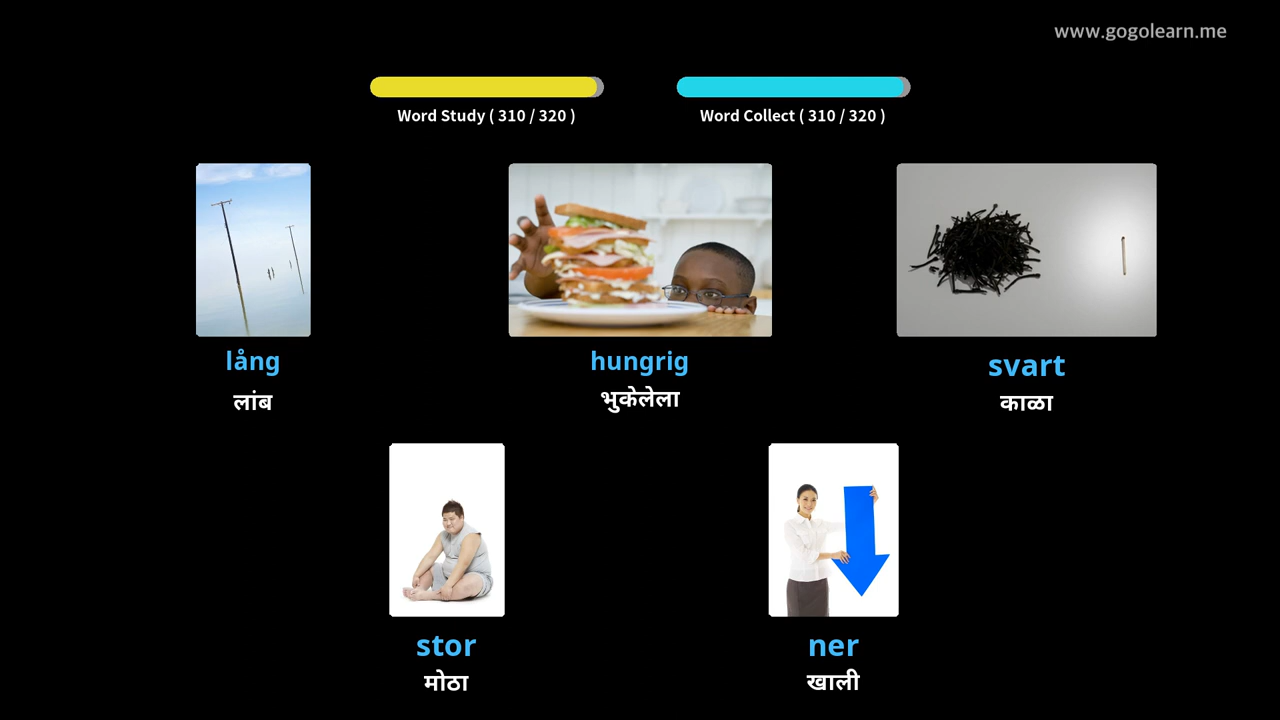 www.gogolearn.me
Word Study ( 310 / 320 )
Word Collect ( 310 / 320 )
lång
लांब
hungrig
भुकेलेला
svart
काळा
stor
मोठा
ner
खाली